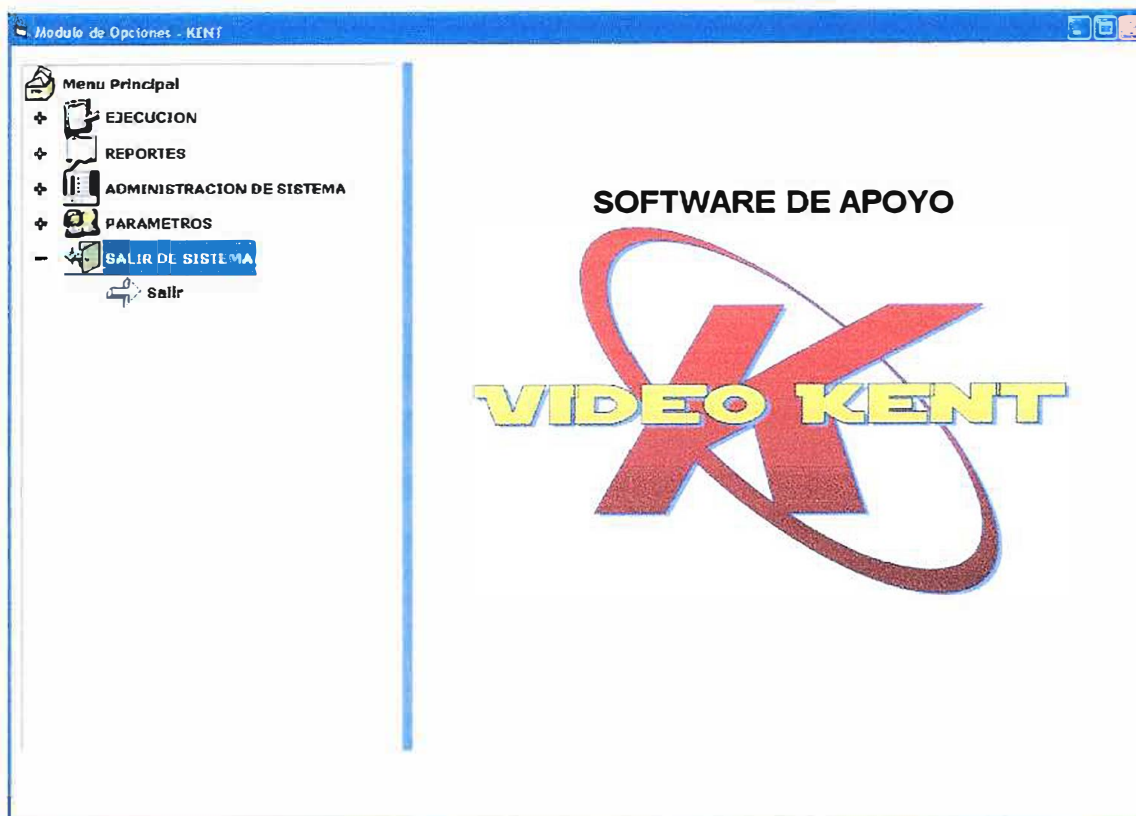 Modulo de Opciones - KENT
Menu Principal
EJECUCION
REPORTES
ADMINISTRACION DE SISTEMA
PARAMETROS
SALIR DE SISTEMA
Salir
SOFTWARE DE APOYO
K
VIDEO KENT